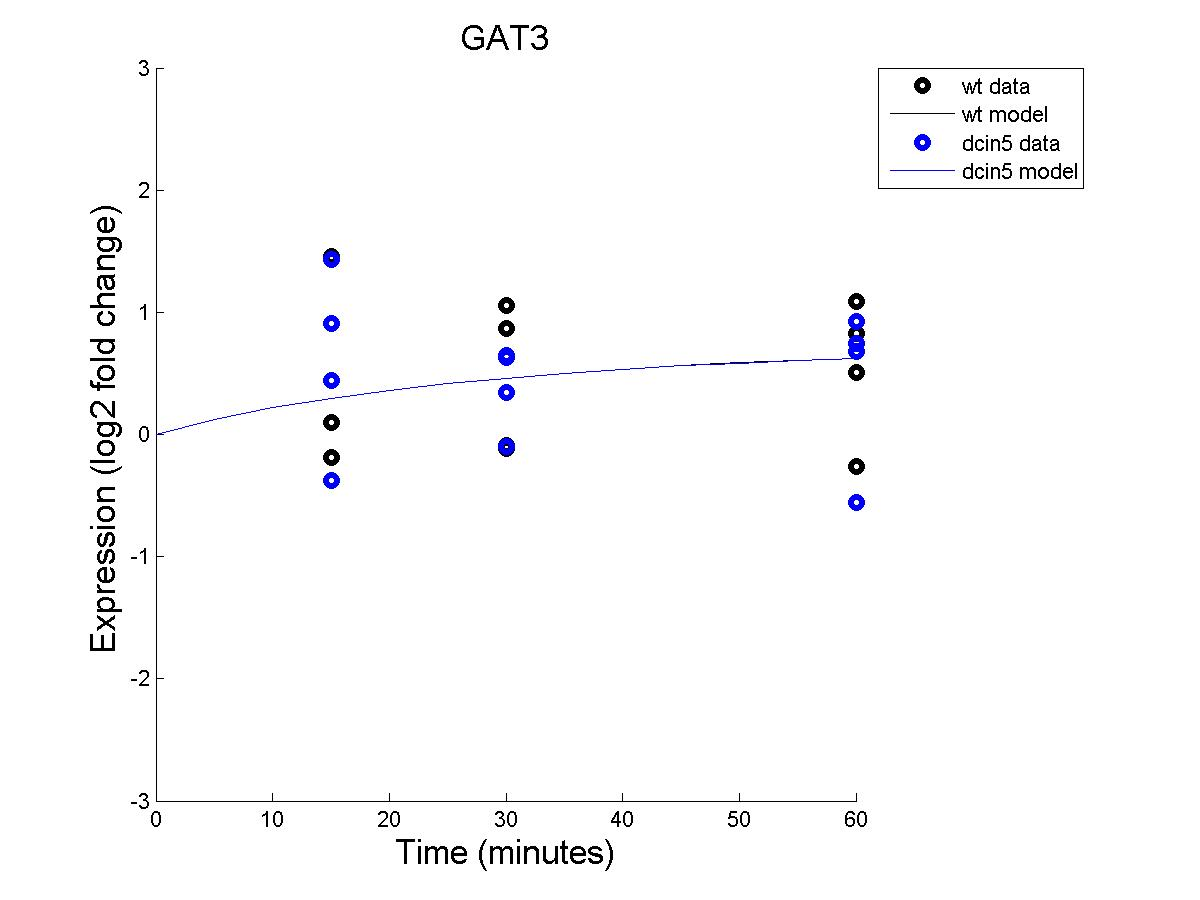 GAT3
wt data
wt model
dcin5 data
dcin5 model
Expression (log2 fold change)
3
2
1
0
-1
-2
-3
0 10 20 30 40 50 60
Time (minutes)